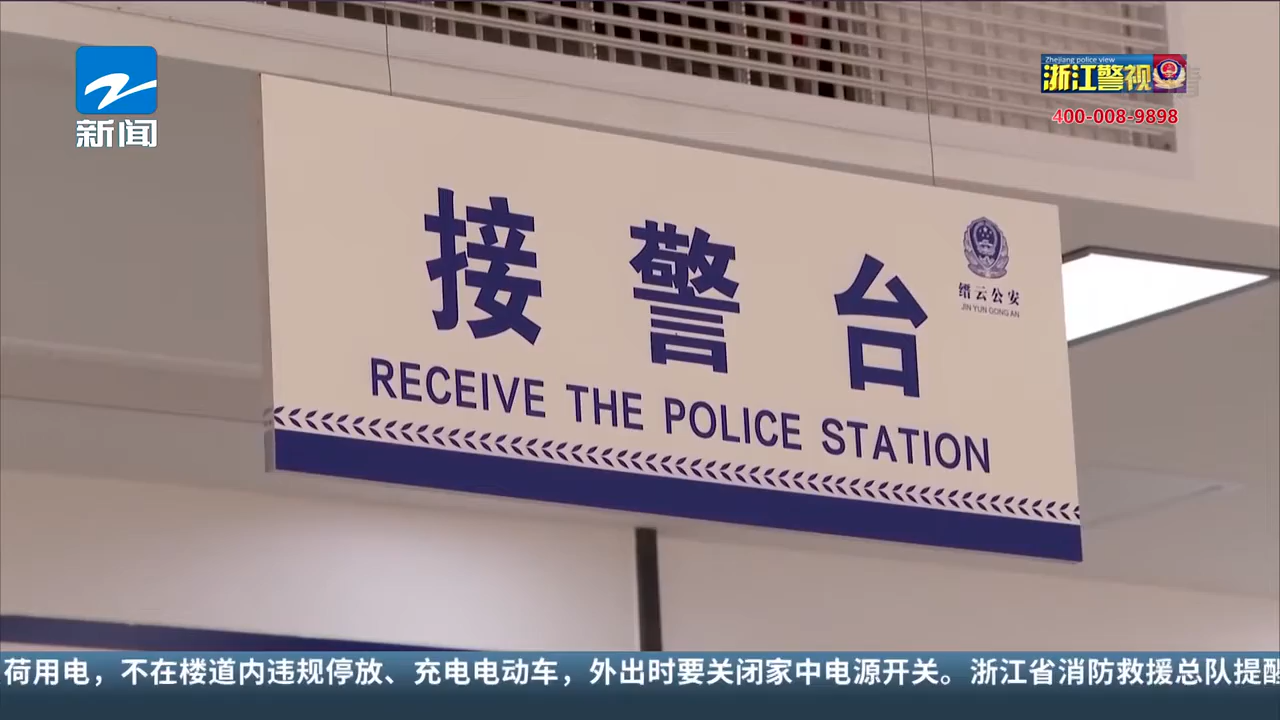 新闻
Zhejiang police view
浙江警视
400-008-9898
接警台
缙云公安
JIN YUN GONG AN
RECEIVE THE POLICE STATION
荷用电，不在楼道内违规停放、充电电动车，外出时要关闭家中电源开关。浙江省消防救援总队提醒